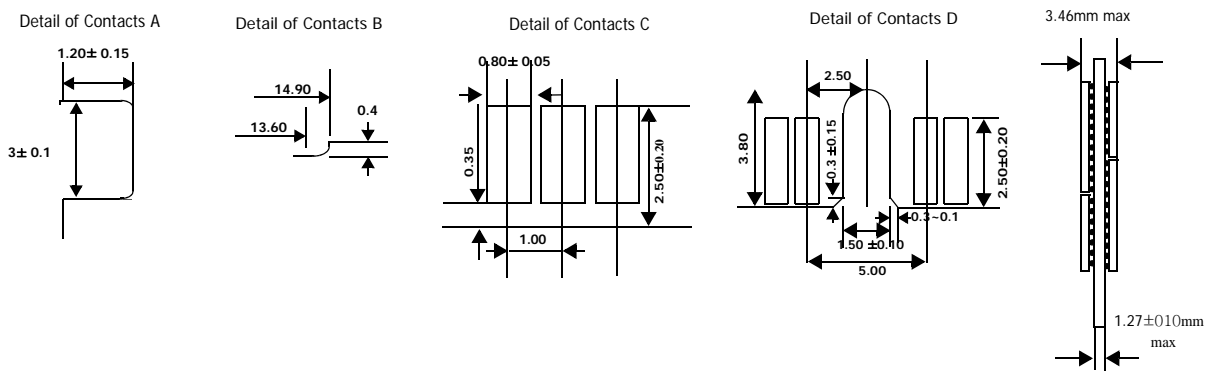 Detail of Contacts A
1.20± 0.15
3± 0.1
Detail of Contacts B
14.90
13.60
0.4
Detail of Contacts C
0.80± 0.05
0.35
2.50±0.20
1.00
Detail of Contacts D
2.50
3.80
0.3 ±0.15
2.50±0.20
0.3~0.1
1.50 ±0.10
5.00
3.46mm max
1.27±010mm
max